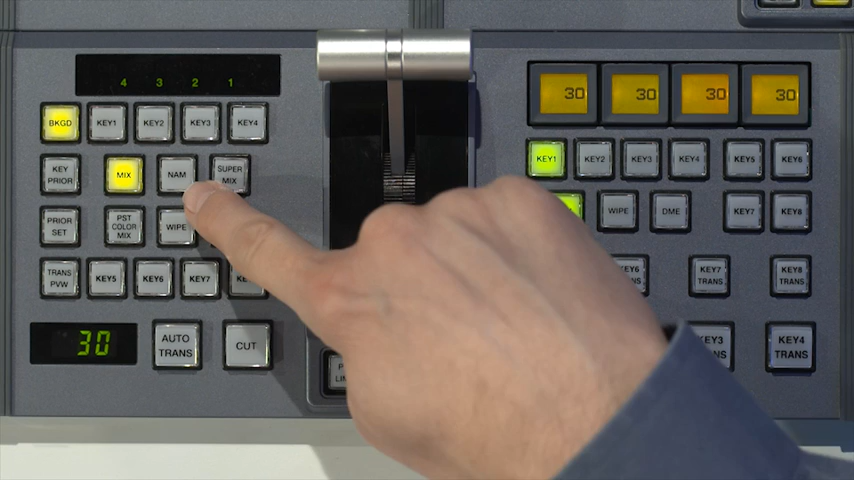 4 3 2 1
BKGD KEY1 KEY2 KEY3 KEY4
KEY PRIOR MIX NAM SUPER MIX
PRIOR SET PST COLOR MIX WIPE
TRANS PVW KEY5 KEY6 KEY7
30 AUTO TRANS CUT
30 30 30 30
KEY1 KEY2 KEY3 KEY4 KEY5 KEY6
WIPE DME KEY7 KEY8
KEY7 TRANS KEY8 TRANS
KEY3 TRANS KEY4 TRANS